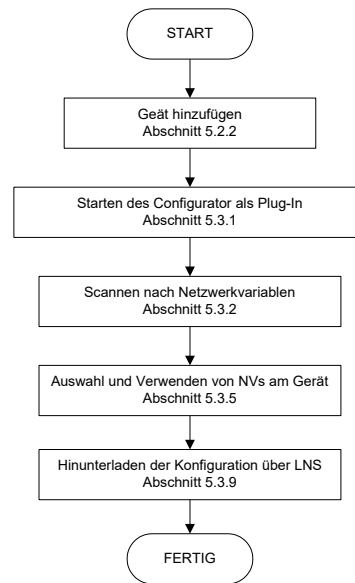 START
Geät hinzufügen
Abschnitt 5.2.2
Starten des Configurator als Plug-In
Abschnitt 5.3.1
Scannen nach Netzwerkvariablen
Abschnitt 5.3.2
Auswahl und Verwenden von NVs am Gerät
Abschnitt 5.3.5
Hinunterladen der Konfiguration über LNS
Abschnitt 5.3.9
FERTIG